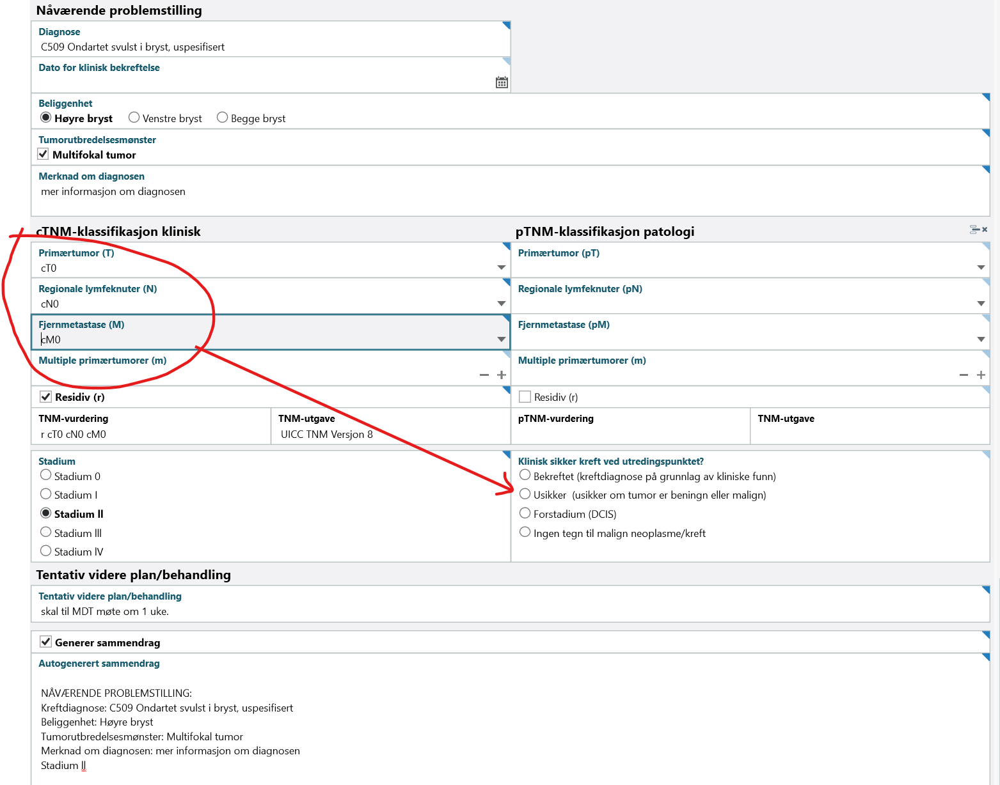 Nåværende problemstilling
Diagnose
C509 Ondartet svulst i bryst, uspesifisert
Dato for klinisk bekreftelse
Beliggenhet
Høyre bryst Venstre bryst Begge bryst
Tumorutbredelsesmønster
Multifokal tumor
Merknad om diagnosen
mer informasjon om diagnosen
cTNM-klassifikasjon klinisk
Primærtumor (T)
cT0
Regionale lymfeknuter (N)
cN0
Fjernmetastase (M)
cM0
Multiple primærtumorer (m)
Residiv (r)
TNM-vurdering
r cT0 cN0 cM0
TNM-utgave
UICC TNM Versjon 8
pTNM-klassifikasjon patologi
Primærtumor (pT)
Regionale lymfeknuter (pN)
Fjernmetastase (pM)
Multiple primærtumorer (m)
Residiv (r)
pTNM-vurdering
TNM-utgave
Stadium
Stadium 0
Stadium I
Stadium II
Stadium III
Stadium IV
Klinisk sikker kreft ved utredingspunktet?
Bekreftet (kreftdiagnose på grunnlag av kliniske funn)
Usikker (usikker om tumor er beningn eller malign)
Forstadium (DCIS)
Ingen tegn til malign neoplasme/kreft
Tentativ videre plan/behandling
Tentativ videre plan/behandling
skal til MDT møte om 1 uke.
Generer sammendrag
Autogenerert sammendrag
NÅVÆRENDE PROBLEMSTILLING:
Kreftdiagnose: C509 Ondartet svulst i bryst, uspesifisert
Beliggenhet: Høyre bryst
Tumorutbredelsesmønster: Multifokal tumor
Merknad om diagnosen: mer informasjon om diagnosen
Stadium II